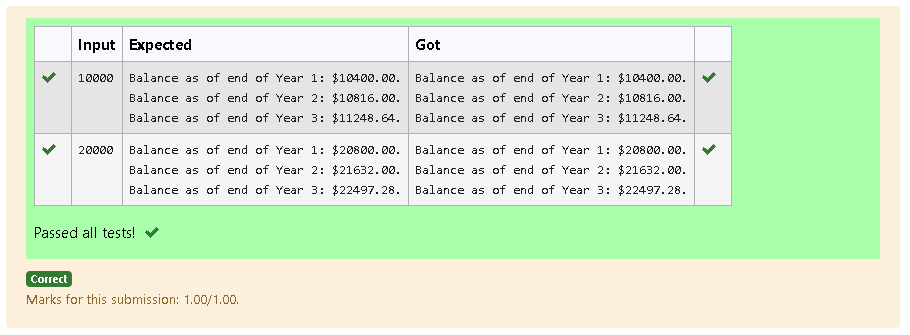 Input Expected Got
10000 Balance as of end of Year 1: $10400.00. Balance as of end of Year 1: $10400.00.
Balance as of end of Year 2: $10816.00. Balance as of end of Year 2: $10816.00.
Balance as of end of Year 3: $11248.64. Balance as of end of Year 3: $11248.64.
20000 Balance as of end of Year 1: $20800.00. Balance as of end of Year 1: $20800.00.
Balance as of end of Year 2: $21632.00. Balance as of end of Year 2: $21632.00.
Balance as of end of Year 3: $22497.28. Balance as of end of Year 3: $22497.28.
Passed all tests!
Correct
Marks for this submission: 1.00/1.00.